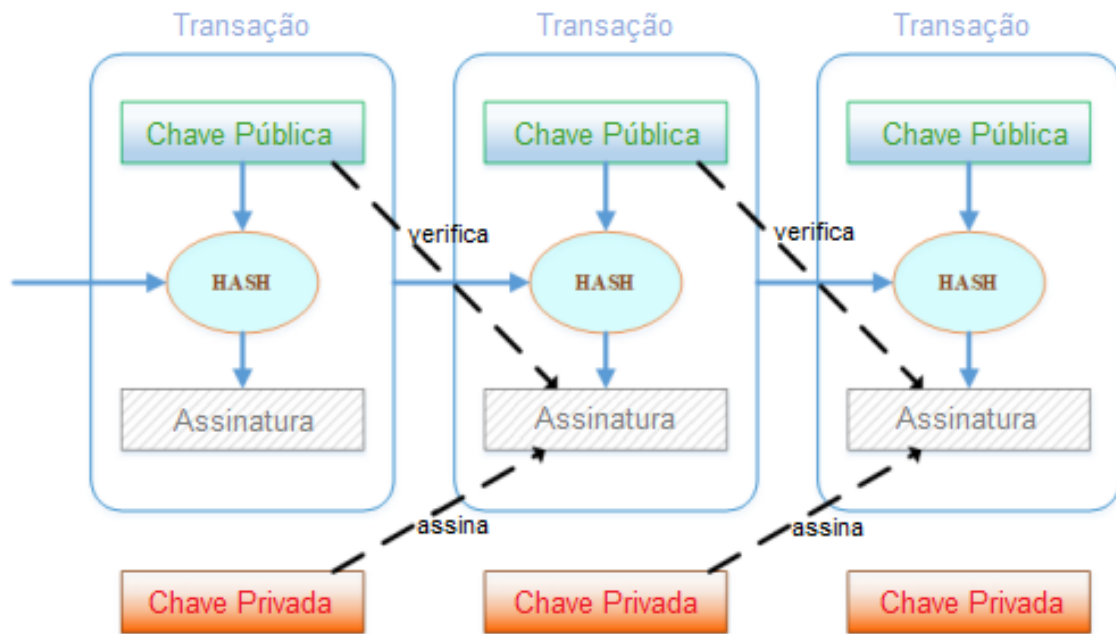 Transação
Transação
Transação
Chave Pública
Chave Pública
Chave Pública
verifica
verifica
HASH
HASH
HASH
Assinatura
Assinatura
Assinatura
assina
assina
Chave Privada
Chave Privada
Chave Privada